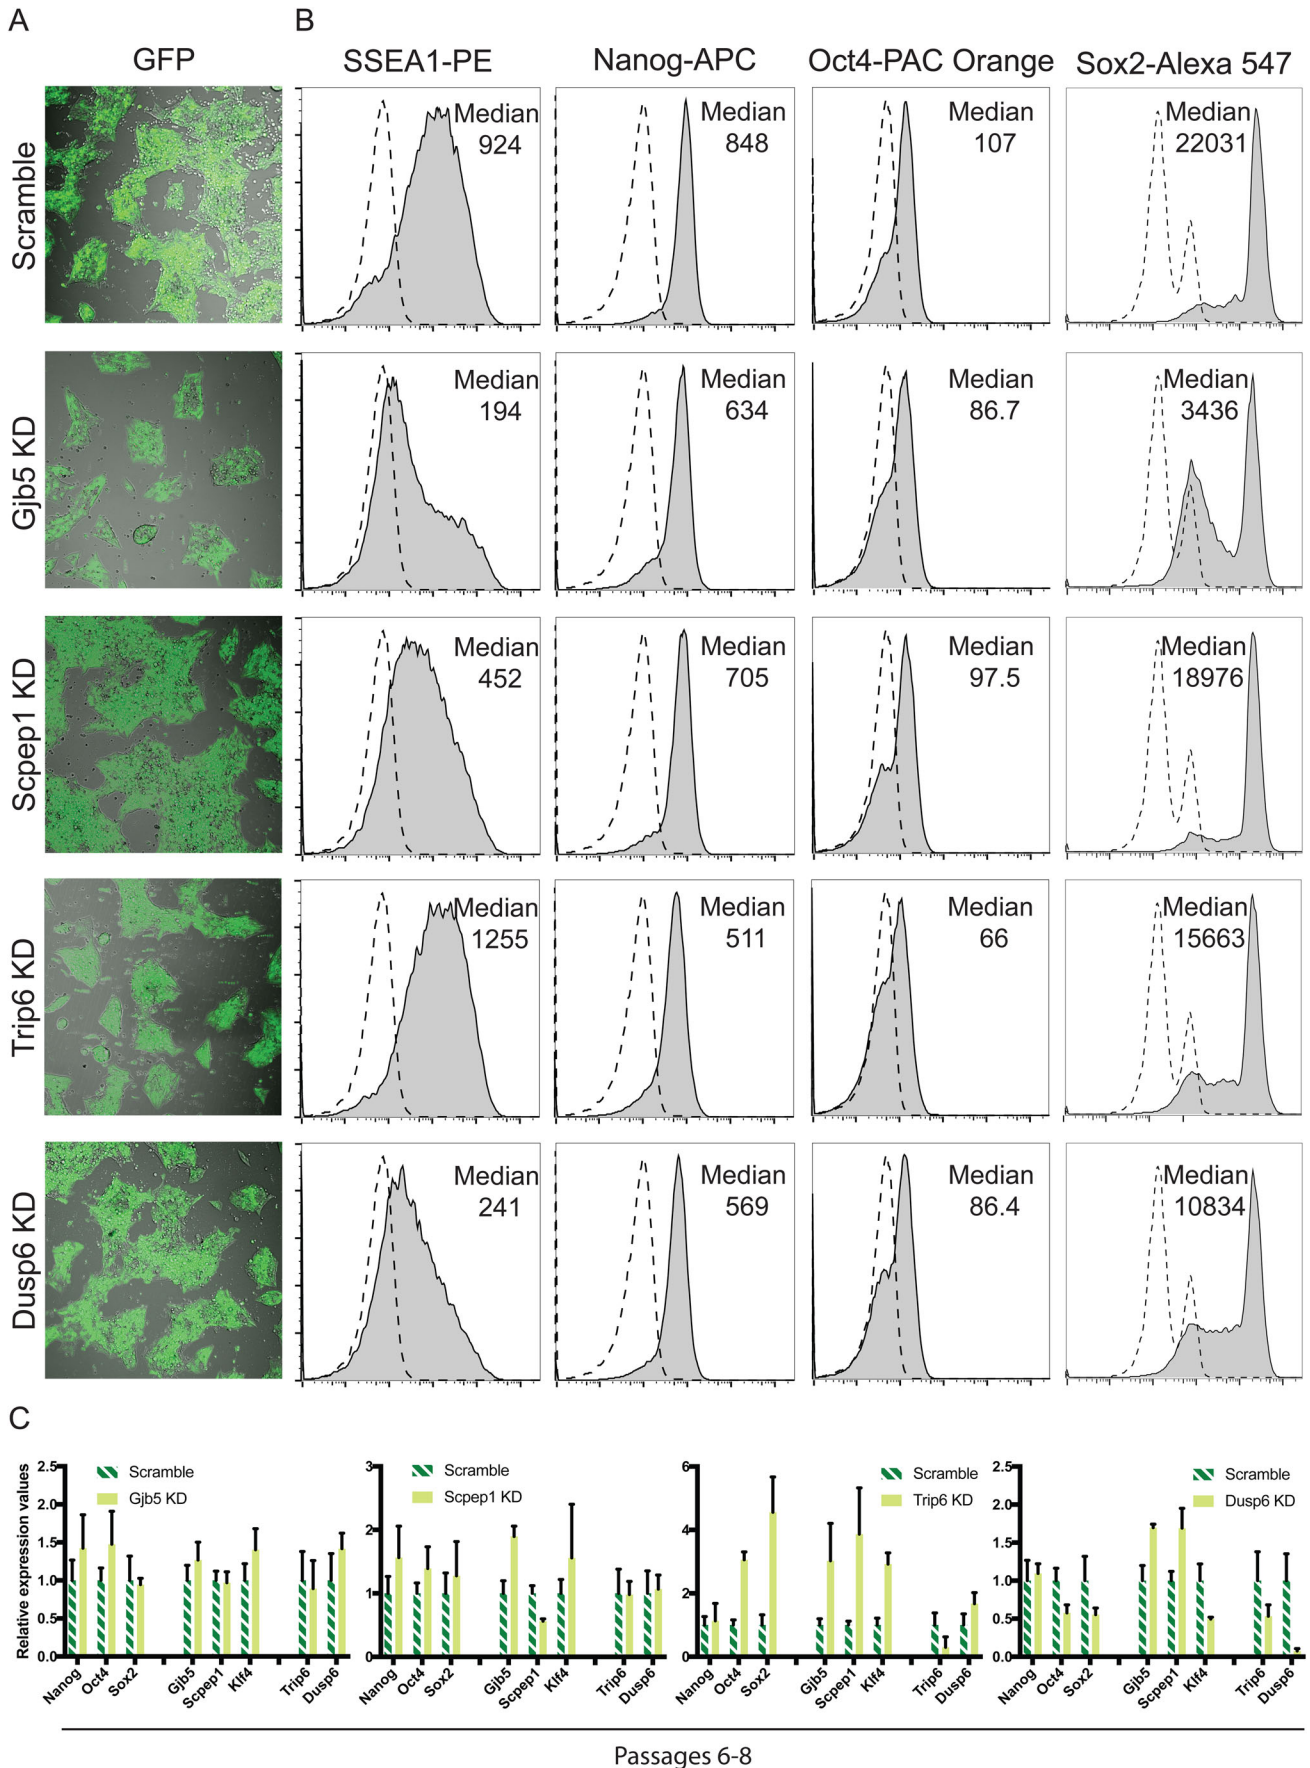 A
B
GFP
SSEA1-PE
Nanog-APC
Oct4-PAC Orange
Sox2-Alexa 547
Scramble
Median
924
Median
848
Median
107
Median
22031
Gjb5 KD
Median
194
Median
634
Median
86.7
Median
3436
Scpep1 KD
Median
452
Median
705
Median
97.5
Median
18976
Trip6 KD
Median
1255
Median
511
Median
66
Median
15663
Dusp6 KD
Median
241
Median
569
Median
86.4
Median
10834
C
Relative expression values
2.5
2.0
1.5
1.0
0.5
0.0
Scramble
Gjb5 KD
Nanog
Oct4
Sox2
Gjb5
Scpep1
Klf4
Trip6
Dusp6
3
2
1
0
Scramble
Scpep1 KD
Nanog
Oct4
Sox2
Gjb5
Scpep1
Klf4
Trip6
Dusp6
6
4
2
0
Scramble
Trip6 KD
Nanog
Oct4
Sox2
Gjb5
Scpep1
Klf4
Trip6
Dusp6
2.5
2.0
1.5
1.0
0.5
0.0
Scramble
Dusp6 KD
Nanog
Oct4
Sox2
Gjb5
Scpep1
Klf4
Trip6
Dusp6
Passages 6-8